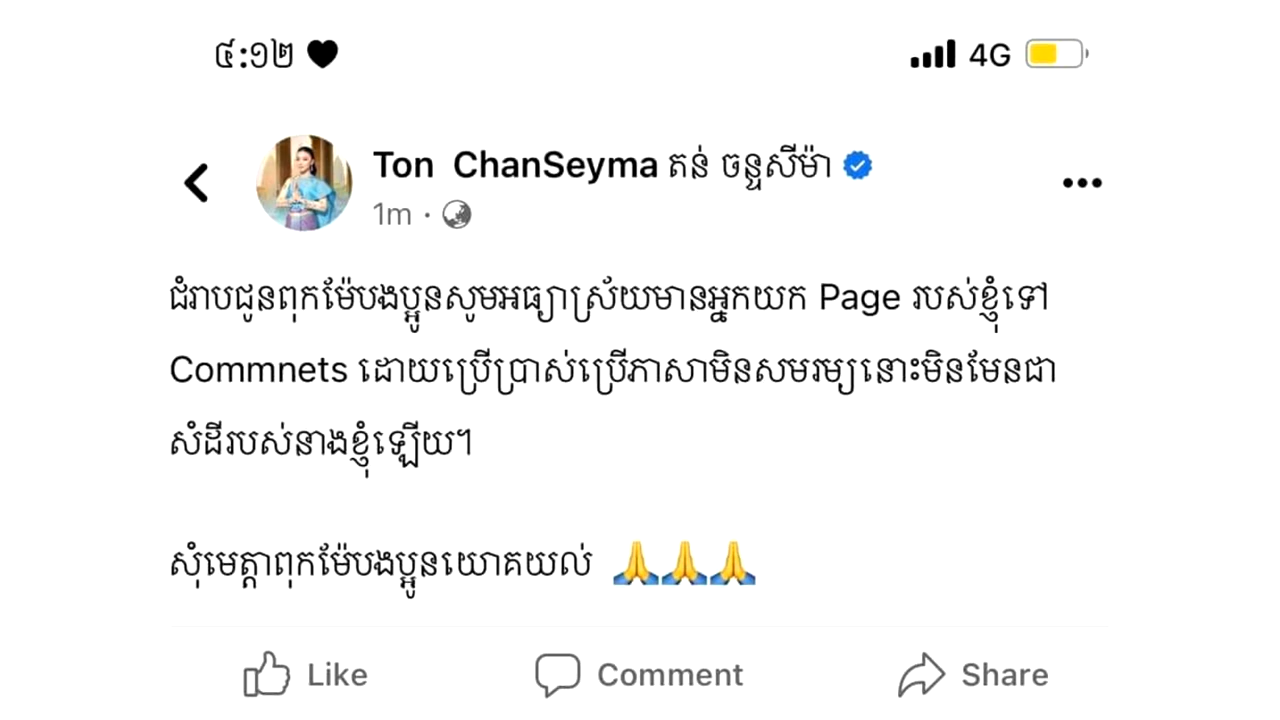 ៤:១២ 4G
Ton ChanSeyma តន់ ចន្ទសីម៉ា
1m
ជំរាបជូនពុកម៉ែបងប្អូនសូមអធ្យាស្រ័យមានអ្នកយក Page របស់ខ្ញុំទៅ
Commnets ដោយប្រើប្រាស់ប្រើភាសាមិនសមរម្យនោះមិនមែនជា
សំដីរបស់នាងខ្ញុំឡើយ។
សុំមេត្តាពុកម៉ែបងប្អូនយោគយល់ 🙏🙏🙏
Like Comment Share